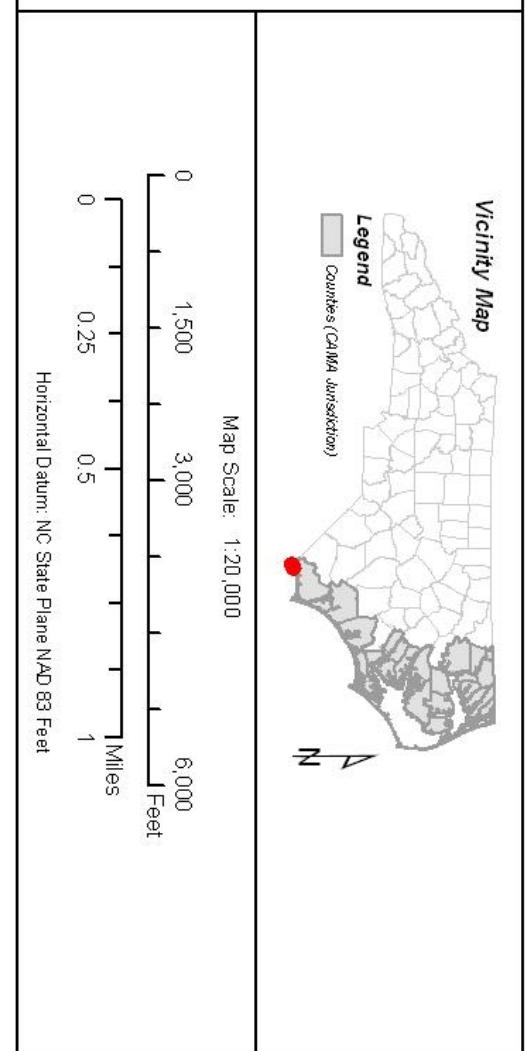 Vicinity Map
Legend
Counties (CAMA Jurisdiction)
N
Map Scale: 1:20,000
0 1,500 3,000 6,000
Feet
0 0.25 0.5 1
Miles
Horizontal Datum: NC State Plane NAD 83 Feet